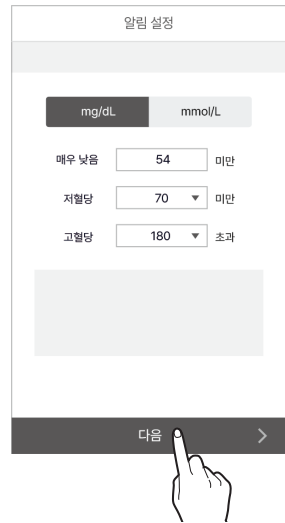 알림 설정
mg/dL mmol/L
매우 낮음 54 미만
저혈당 70 미만
고혈당 180 초과
다음